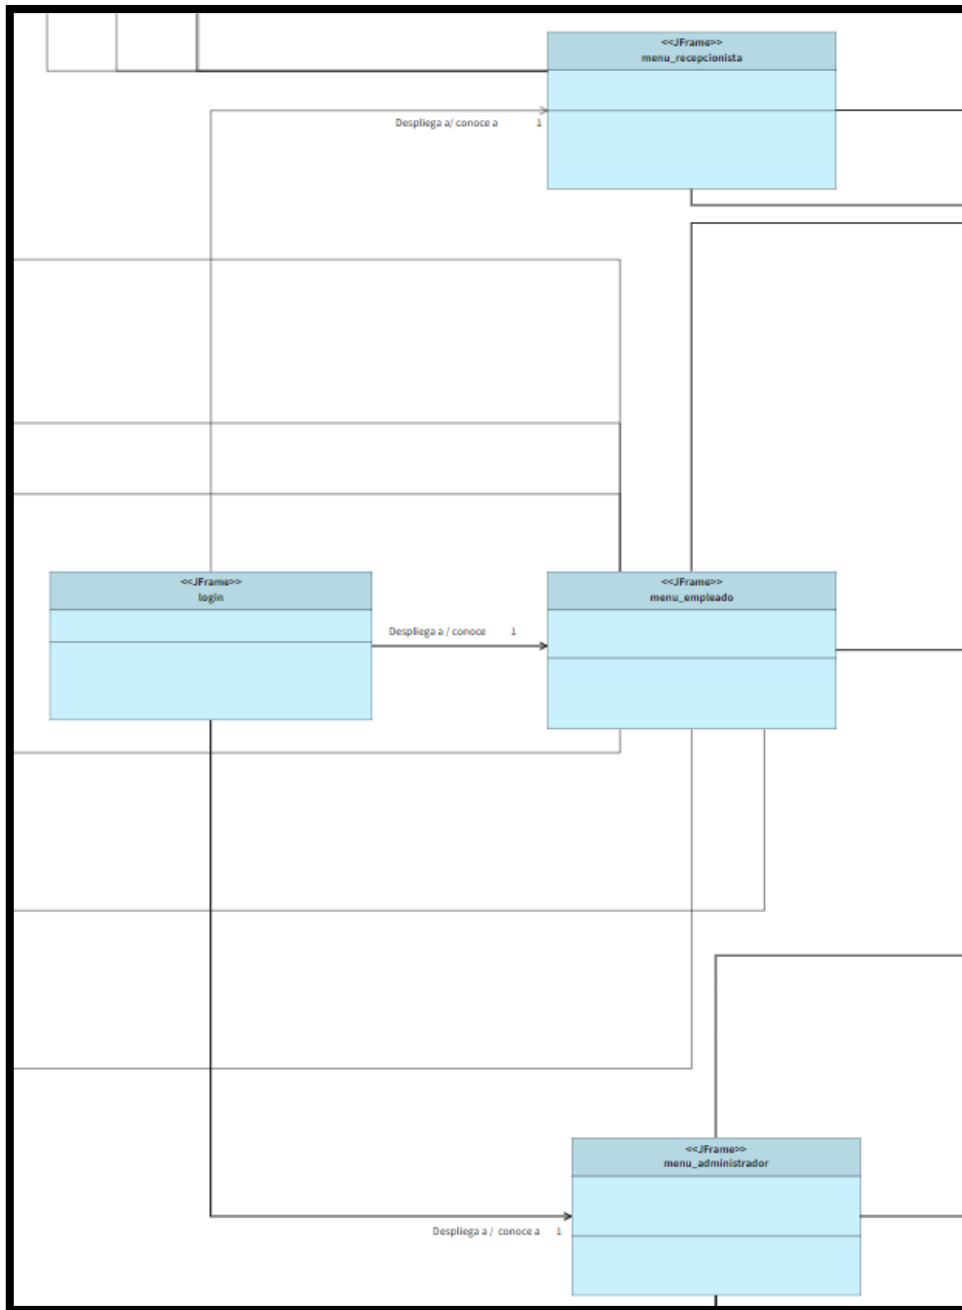 <<JFrame>>
menu_recepcionista
Despliega a/ conoce a 1
<<JFrame>>
login
Despliega a / conoce 1
<<JFrame>>
menu_empleado
<<JFrame>>
menu_administrador
Despliega a / conoce a 1